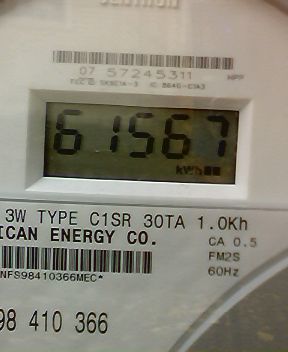 07 57245311 HPP
61567
kWh
3W TYPE C1SR 30TA 1.0Kh
ICAN ENERGY CO.
CA 0.5
FM2S
NFS98410366MEC*
60Hz
98 410 366